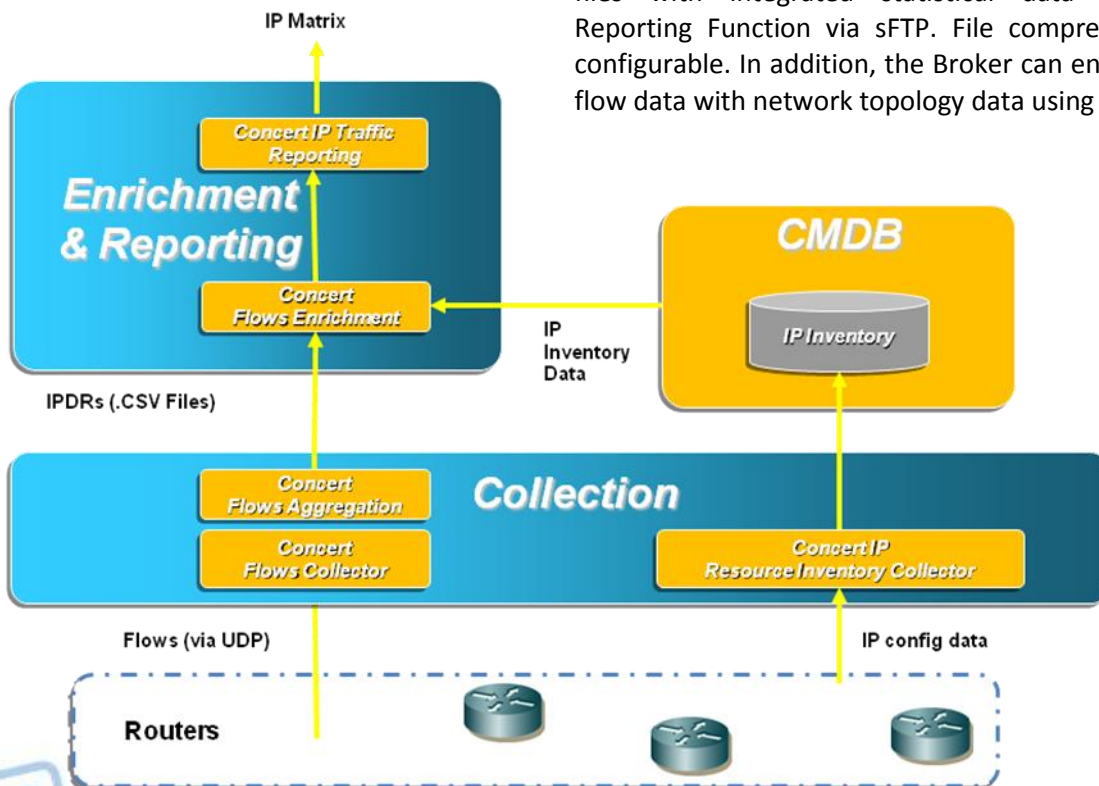 files with integrated statistical data
Reporting Function via sFTP. File compre
configurable. In addition, the Broker can en
flow data with network topology data using
IP Matrix
Concert IP Traffic
Reporting
Enrichment
& Reporting
Concert
Flows Enrichment
CMDB
IP Inventory
IP
Inventory
Data
IPDRs (.CSV Files)
Concert
Flows Aggregation
Collection
Concert
Flows Collector
Concert IP
Resource Inventory Collector
Flows (via UDP)
IP config data
Routers